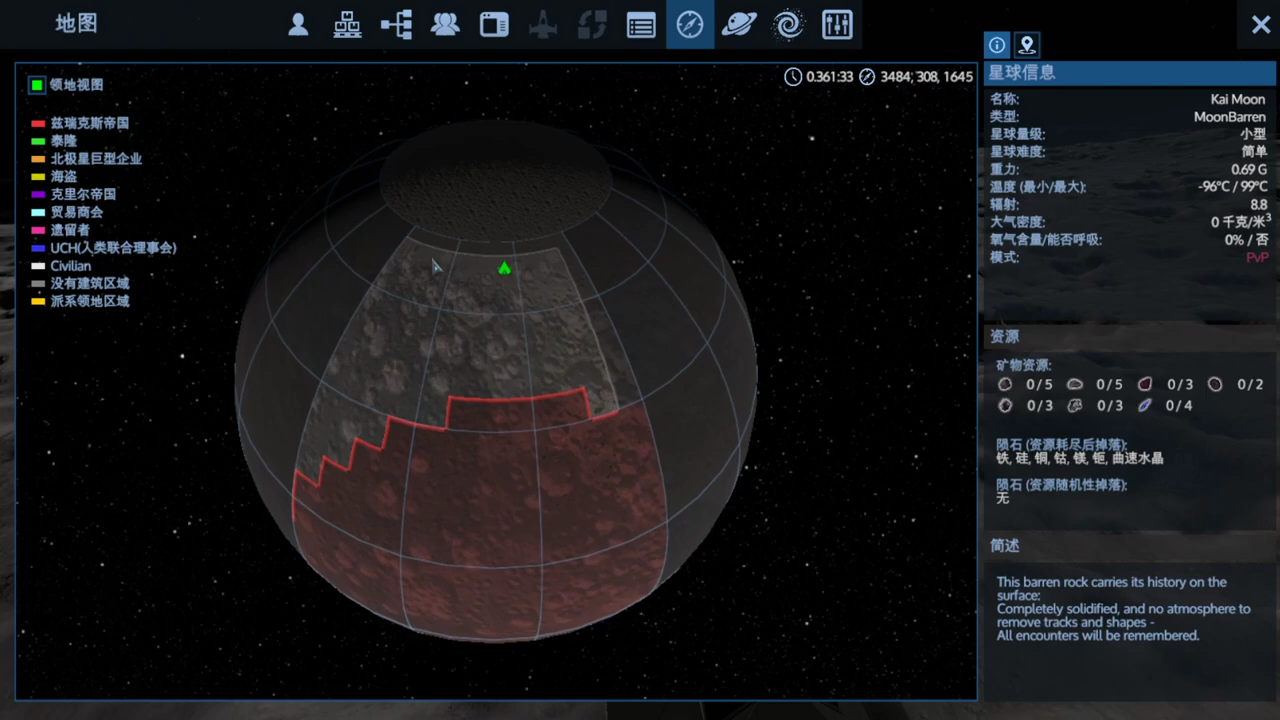 地图
领地视图
0.361:33
3484, 308, 1645
兹瑞克斯帝国
泰隆
北极星巨型企业
海盗
克里尔帝国
贸易商会
遗留者
UCH(人类联合理事会)
Civilian
没有建筑区域
派系领地区域
星球信息
名称: Kai Moon
类型: MoonBarren
星球量级: 小型
星球难度: 简单
重力: 0.69 G
温度 (最小/最大): -96°C / 99°C
辐射: 8.8
大气密度: 0 千克/米³
氧气含量/能否呼吸: 0% / 否
模式: PvP
资源
矿物资源:
0/5 0/5 0/3 0/2
0/3 0/3 0/4
陨石 (资源耗尽后掉落):
铁, 硅, 铜, 钴, 镁, 钷, 曲速水晶
陨石 (资源随机性掉落):
无
简述
This barren rock carries its history on the
surface:
Completely solidified, and no atmosphere to
remove tracks and shapes -
All encounters will be remembered.